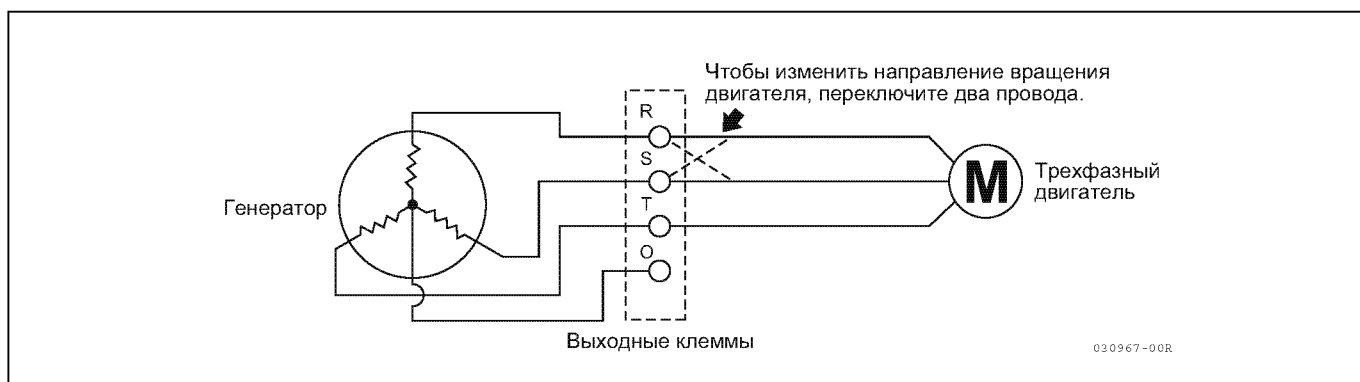 Чтобы изменить направление вращения
двигателя, переключите два провода.
R
S
T
O
Генератор
M
Трехфазный
двигатель
Выходные клеммы
030967-00R